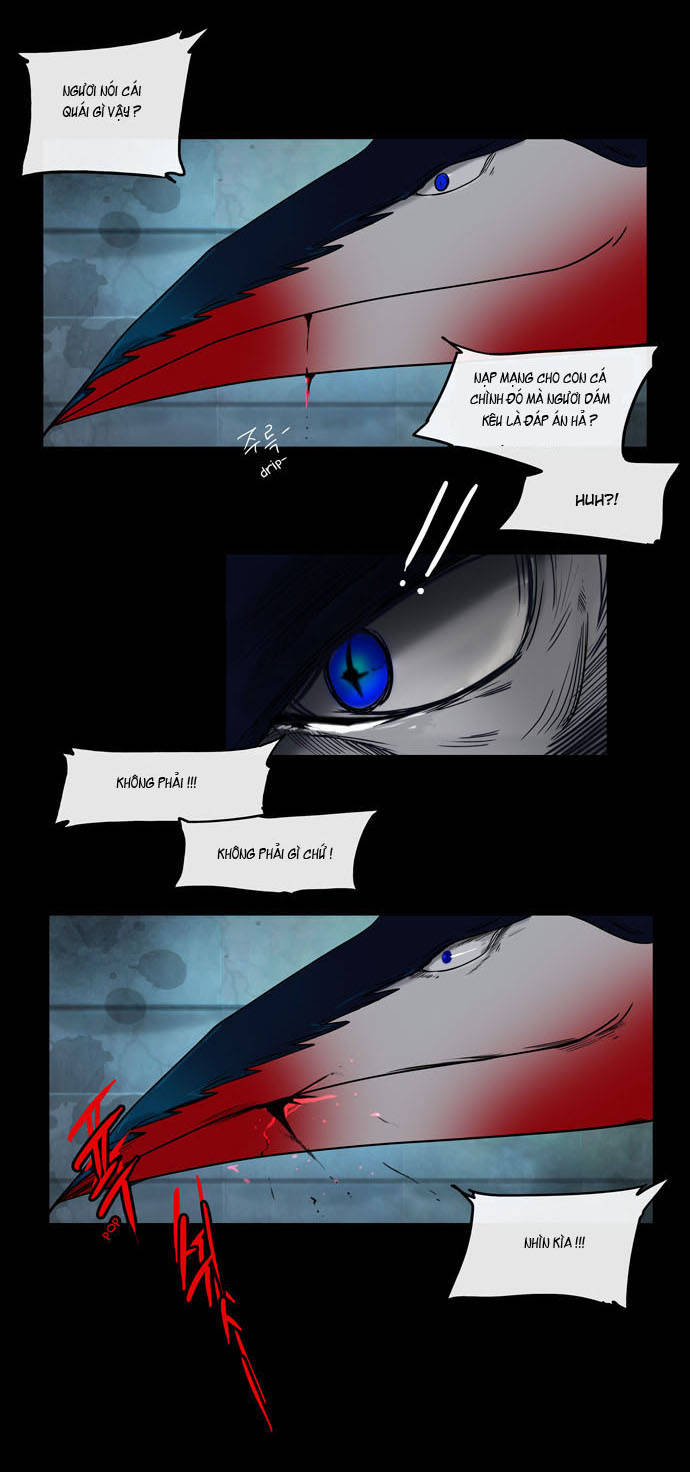 NGƯƠI NÓI CÁI
QUÁI GÌ VẬY ?
NẠP MẠNG CHO CON CÁ
CHÌNH ĐÓ MÀ NGƯƠI DÁM
KÊU LÀ ĐÁP ÁN HẢ ?
주륵-
drip-
HUH?!
!!
KHÔNG PHẢI !!!
KHÔNG PHẢI GÌ CHỨ !
pop
NHÌN KÌA !!!